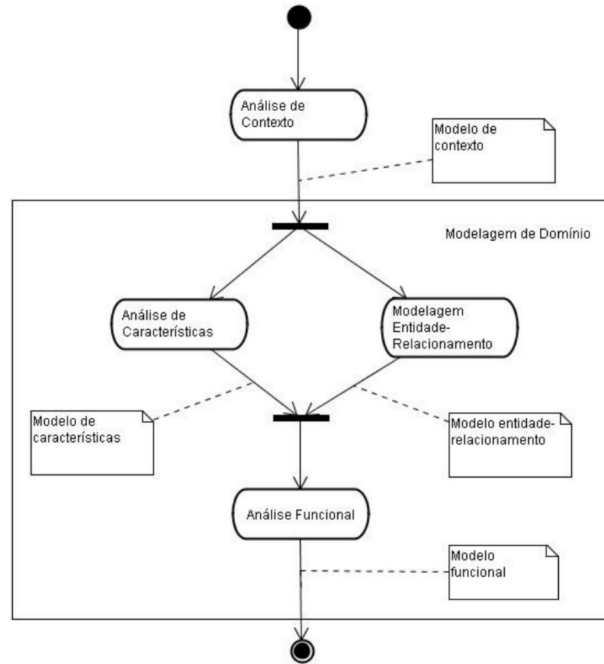 Análise de
Contexto
Modelo de
contexto
Modelagem de Domínio
Análise de
Características
Modelagem
Entidade-
Relacionamento
Modelo de
características
Modelo entidade-
relacionamento
Análise Funcional
Modelo
funcional